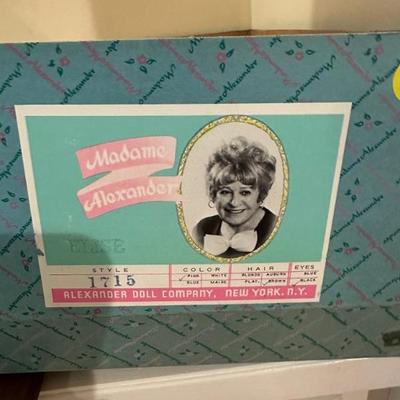 Madame
Alexander
ELISE
STYLE COLOR HAIR EYES
1715
PINK WHITE BLONDE AUBURN BLUE
BLUE MAIZE PLAT. BROWN BLACK
ALEXANDER DOLL COMPANY, NEW YORK, N.Y.